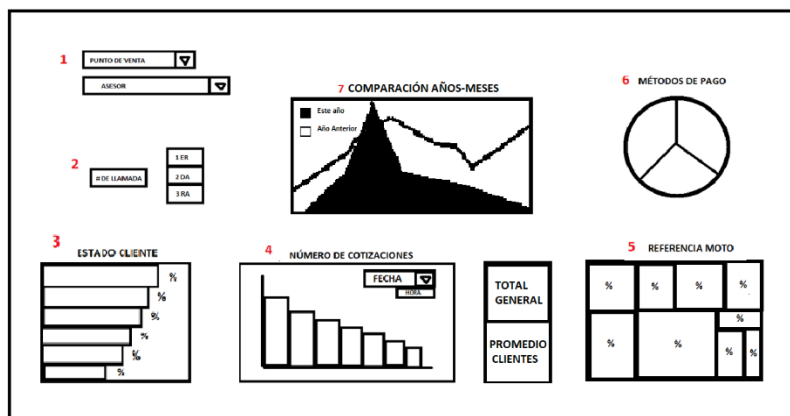 1
PUNTO DE VENTA
ASESOR
2
# DE LLAMADA
1 ER
2 DA
3 RA
7 COMPARACIÓN AÑOS-MESES
Este año
Año Anterior
6 MÉTODOS DE PAGO
3
ESTADO CLIENTE
%
%
%
%
%
%
4 NÚMERO DE COTIZACIONES
FECHA
HORA
TOTAL
GENERAL
PROMEDIO
CLIENTES
5 REFERENCIA MOTO
% % % %
%
% % % %